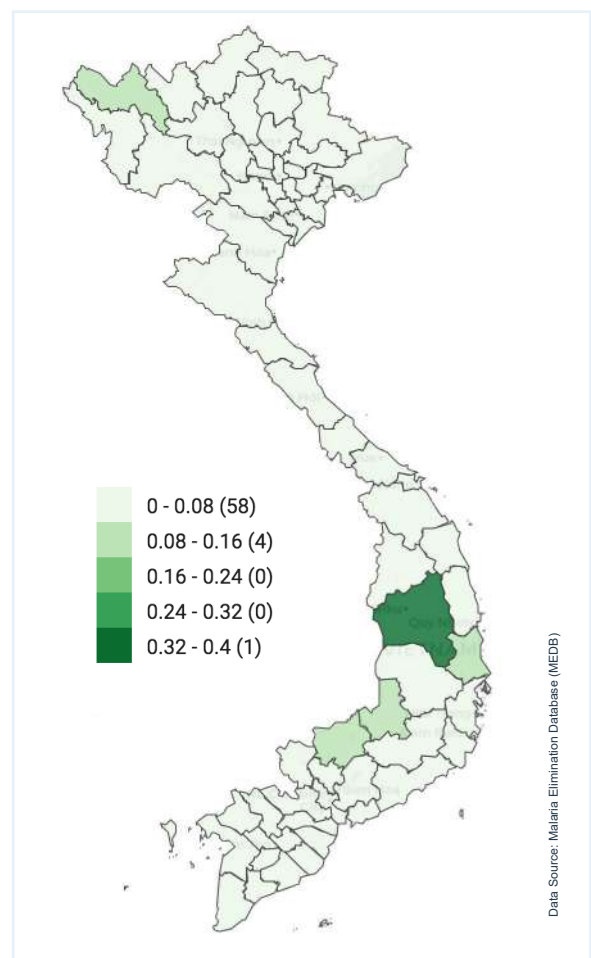 0 - 0.08 (58)
0.08 - 0.16 (4)
0.16 - 0.24 (0)
0.24 - 0.32 (0)
0.32 - 0.4 (1)
VIETNAM
Data Source: Malaria Elimination Database (MEDB)